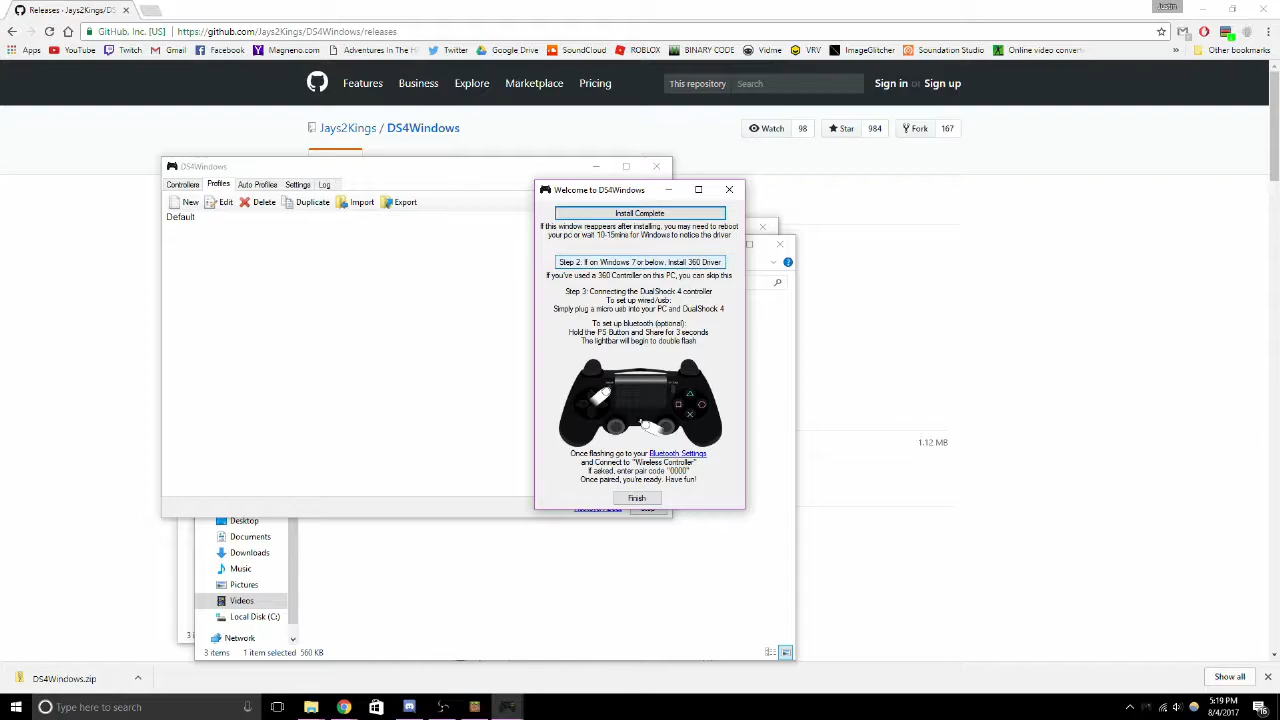 Releases · Jays2Kings/DS
Justin
GitHub, Inc. [US] https://github.com/Jays2Kings/DS4Windows/releases
Apps YouTube Twitch Gmail Facebook Magneno.com Adventures In The H Twitter Google Drive SoundCloud ROBLOX BINARY CODE Vidme VRV ImageGlitcher Soundation Studio Online video convert » Other bookmarks
Features Business Explore Marketplace Pricing This repository Search Sign in or Sign up
Jays2Kings / DS4Windows Watch 98 Star 984 Fork 167
DS4Windows
Controllers Profiles Auto Profiles Settings Log
New Edit Delete Duplicate Import Export
Default
Welcome to DS4Windows
Install Complete
If this window reappears after installing, you may need to reboot
your pc or wait 10-15mins for Windows to notice the driver
Step 2: If on Windows 7 or below, Install 360 Driver
If you've used a 360 Controller on this PC, you can skip this
Step 3: Connecting the DualShock 4 controller
To set up wired/usb:
Simply plug a micro usb into your PC and DualShock 4
To set up bluetooth (optional):
Hold the PS Button and Share for 3 seconds
The lightbar will begin to double flash
Once flashing go to your Bluetooth Settings
and Connect to "Wireless Controller"
If asked, enter pair code "0000"
Once paired, you're ready. Have fun!
Finish
1.12 MB
Desktop
Documents
Downloads
Music
Pictures
Videos
Local Disk (C:)
Network
3 i
3 items 1 item selected 560 KB
DS4Windows.zip
Show all
Type here to search
5:19 PM
8/4/2017